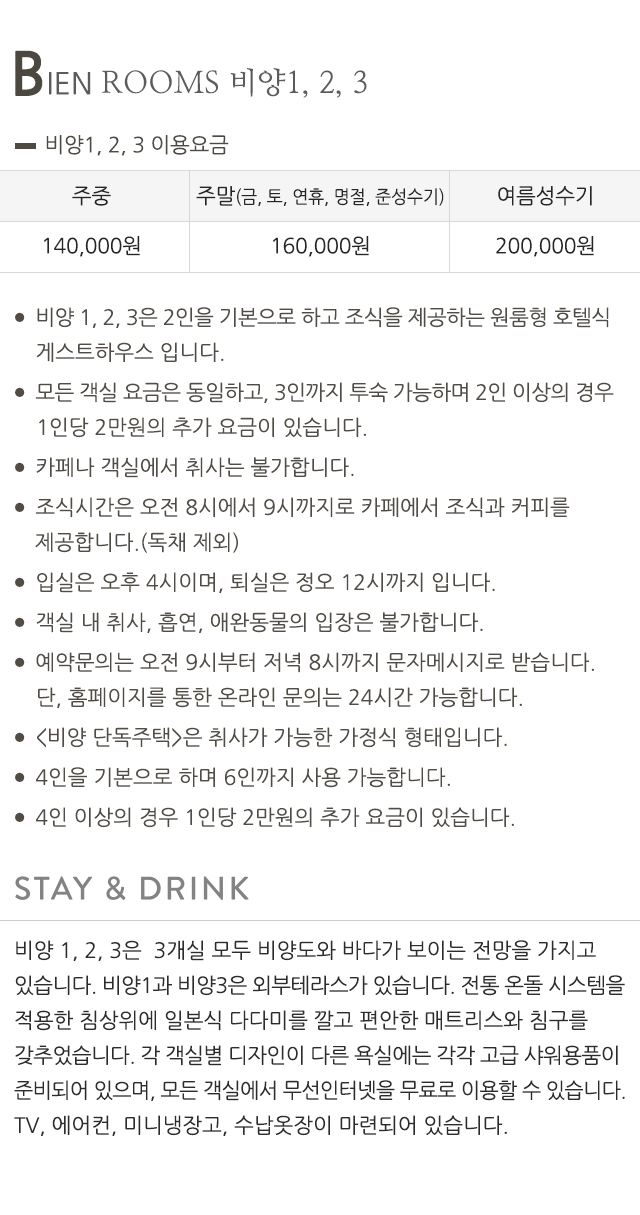 BIEN ROOMS 비양1, 2, 3
비양1, 2, 3 이용요금
주중 주말(금, 토, 연휴, 명절, 준성수기) 여름성수기
140,000원 160,000원 200,000원
• 비양 1, 2, 3은 2인을 기본으로 하고 조식을 제공하는 원룸형 호텔식
게스트하우스 입니다.
• 모든 객실 요금은 동일하고, 3인까지 투숙 가능하며 2인 이상의 경우
1인당 2만원의 추가 요금이 있습니다.
• 카페나 객실에서 취사는 불가합니다.
• 조식시간은 오전 8시에서 9시까지로 카페에서 조식과 커피를
제공합니다.(독채 제외)
• 입실은 오후 4시이며, 퇴실은 정오 12시까지 입니다.
• 객실 내 취사, 흡연, 애완동물의 입장은 불가합니다.
• 예약문의는 오전 9시부터 저녁 8시까지 문자메시지로 받습니다.
단, 홈페이지를 통한 온라인 문의는 24시간 가능합니다.
• <비양 단독주택>은 취사가 가능한 가정식 형태입니다.
• 4인을 기본으로 하며 6인까지 사용 가능합니다.
• 4인 이상의 경우 1인당 2만원의 추가 요금이 있습니다.
STAY & DRINK
비양 1, 2, 3은 3개실 모두 비양도와 바다가 보이는 전망을 가지고
있습니다. 비양1과 비양3은 외부테라스가 있습니다. 전통 온돌 시스템을
적용한 침상위에 일본식 다다미를 깔고 편안한 매트리스와 침구를
갖추었습니다. 각 객실별 디자인이 다른 욕실에는 각각 고급 샤워용품이
준비되어 있으며, 모든 객실에서 무선인터넷을 무료로 이용할 수 있습니다.
TV, 에어컨, 미니냉장고, 수납옷장이 마련되어 있습니다.